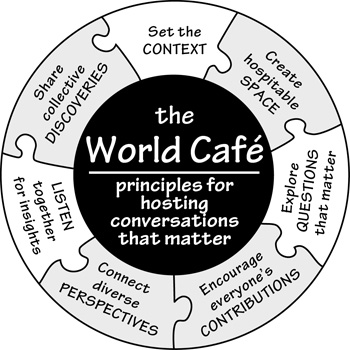 the
World Café
principles for
hosting
conversations
that matter
Set the
CONTEXT
Create
hospitable
SPACE
Explore
QUESTIONS
that matter
Encourage
everyone's
CONTRIBUTIONS
Connect
diverse
PERSPECTIVES
LISTEN
together
for insights
Share
collective
DISCOVERIES